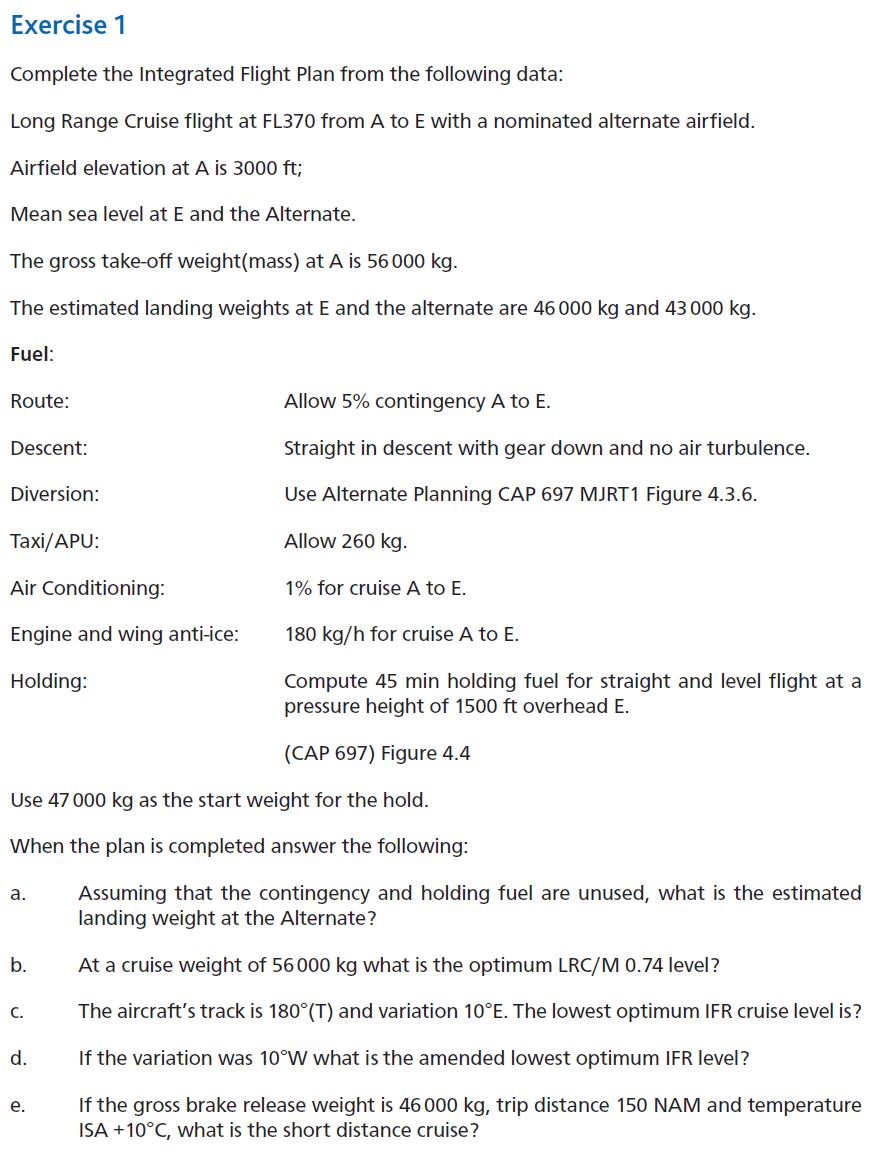 Exercise 1
Complete the Integrated Flight Plan from the following data:
Long Range Cruise flight at FL370 from A to E with a nominated alternate airfield.
Airfield elevation at A is 3000 ft;
Mean sea level at E and the Alternate.
The gross take-off weight(mass) at A is 56 000 kg.
The estimated landing weights at E and the alternate are 46 000 kg and 43 000 kg.
Fuel:
Route: Allow 5% contingency A to E.
Descent: Straight in descent with gear down and no air turbulence.
Diversion: Use Alternate Planning CAP 697 MJRT1 Figure 4.3.6.
Taxi/APU: Allow 260 kg.
Air Conditioning: 1% for cruise A to E.
Engine and wing anti-ice: 180 kg/h for cruise A to E.
Holding: Compute 45 min holding fuel for straight and level flight at a
pressure height of 1500 ft overhead E.
(CAP 697) Figure 4.4
Use 47 000 kg as the start weight for the hold.
When the plan is completed answer the following:
a. Assuming that the contingency and holding fuel are unused, what is the estimated
landing weight at the Alternate?
b. At a cruise weight of 56 000 kg what is the optimum LRC/M 0.74 level?
c. The aircraft’s track is 180°(T) and variation 10°E. The lowest optimum IFR cruise level is?
d. If the variation was 10°W what is the amended lowest optimum IFR level?
e. If the gross brake release weight is 46 000 kg, trip distance 150 NAM and temperature
ISA +10°C, what is the short distance cruise?